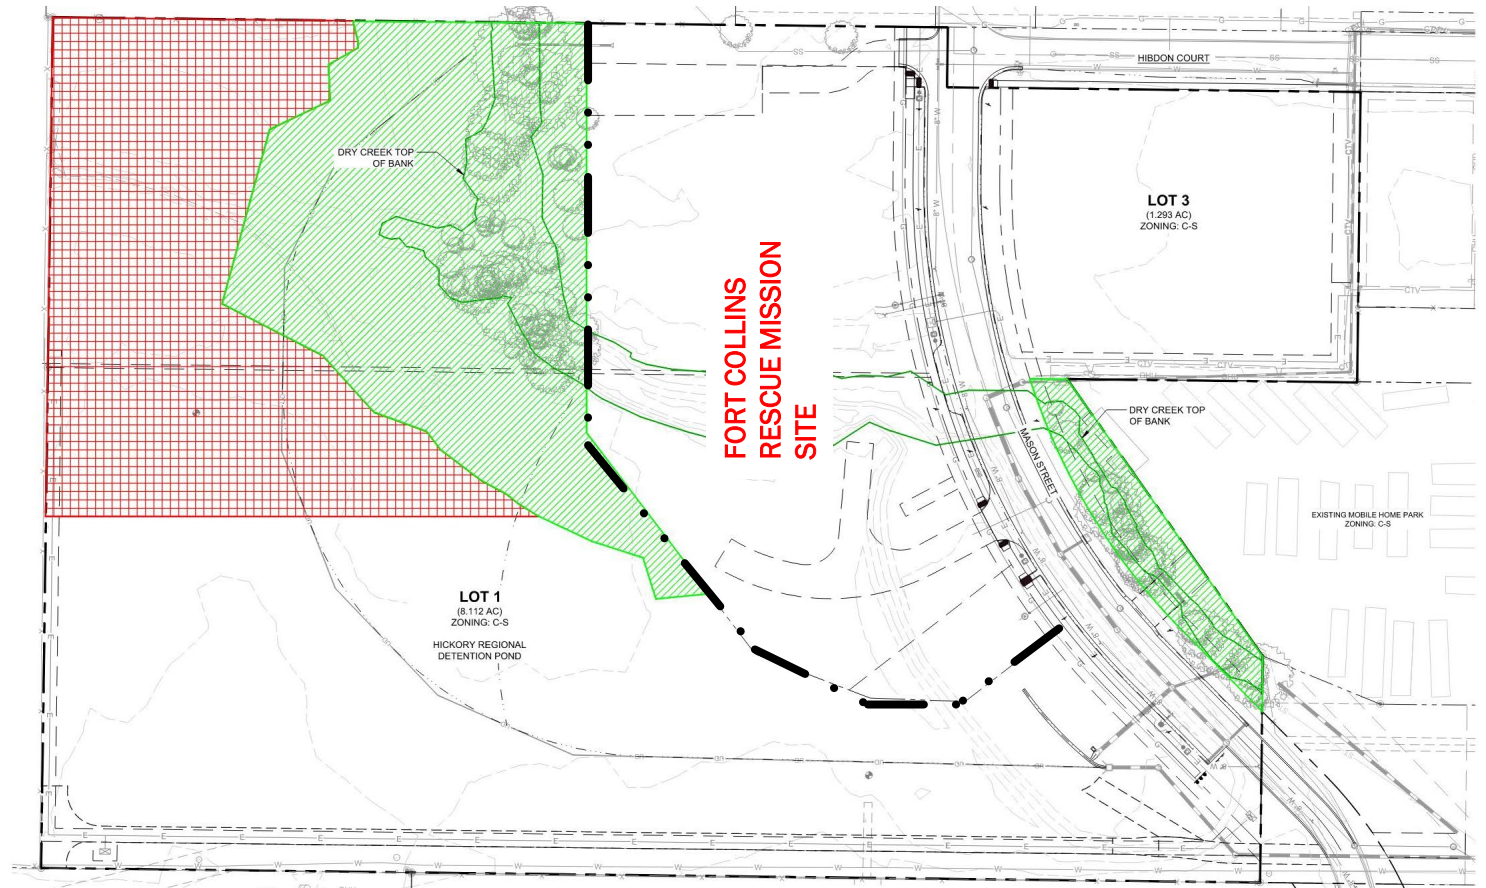 HIBDON COURT
DRY CREEK TOP
OF BANK
LOT 3
(1.293 AC)
ZONING: C-S
FORT COLLINS
RESCUE MISSION
SITE
DRY CREEK TOP
OF BANK
MASON STREET
EXISTING MOBILE HOME PARK
ZONING: C-S
LOT 1
(8.112 AC)
ZONING: C-S
HICKORY REGIONAL
DETENTION POND